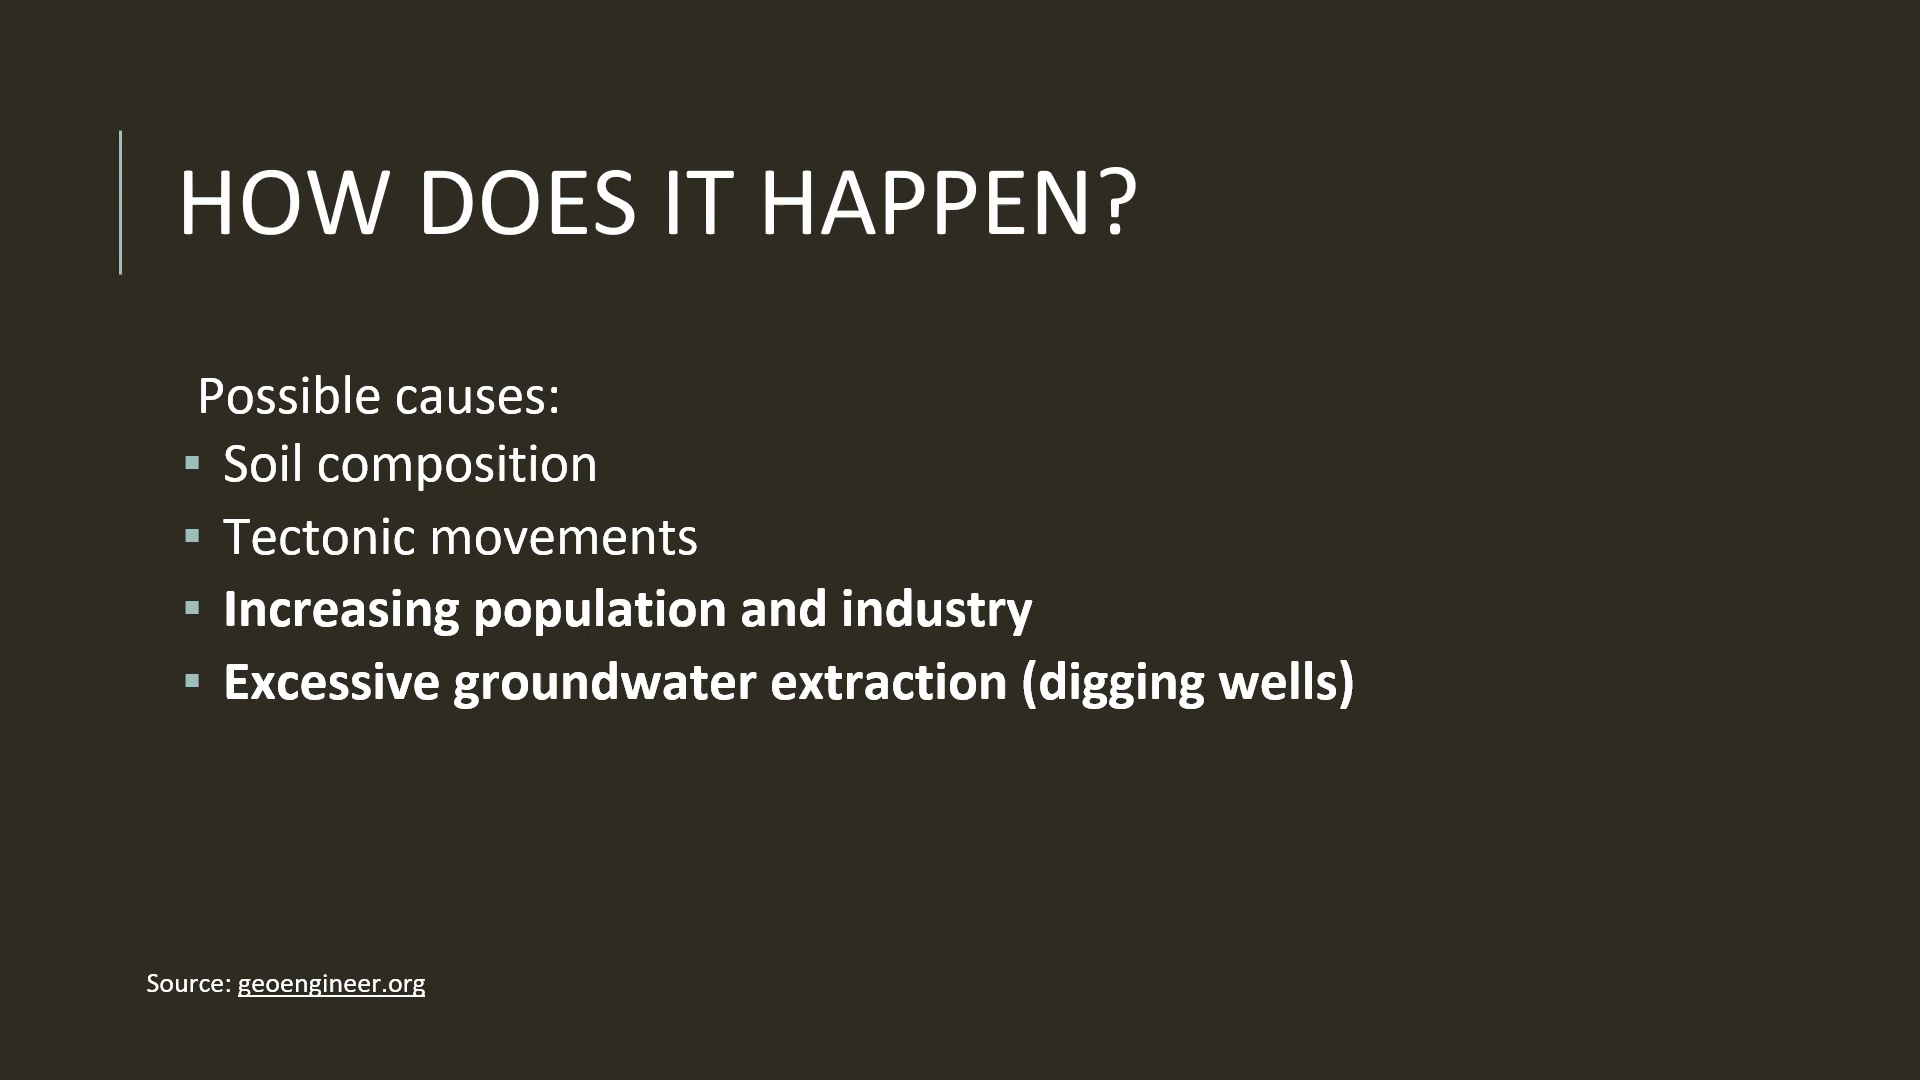 HOW DOES IT HAPPEN?
Possible causes:
▪ Soil composition
▪ Tectonic movements
▪ Increasing population and industry
▪ Excessive groundwater extraction (digging wells)
Source: geoengineer.org